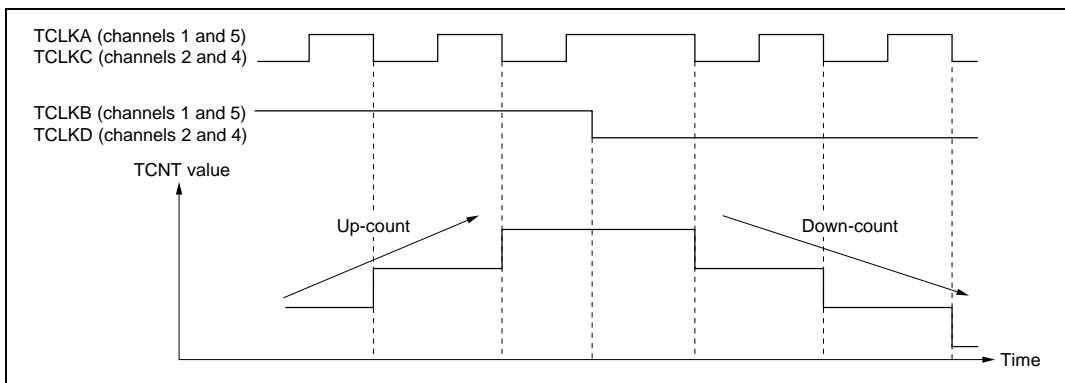 TCLKA (channels 1 and 5)
TCLKC (channels 2 and 4)
TCLKB (channels 1 and 5)
TCLKD (channels 2 and 4)
TCNT value
Up-count
Down-count
Time